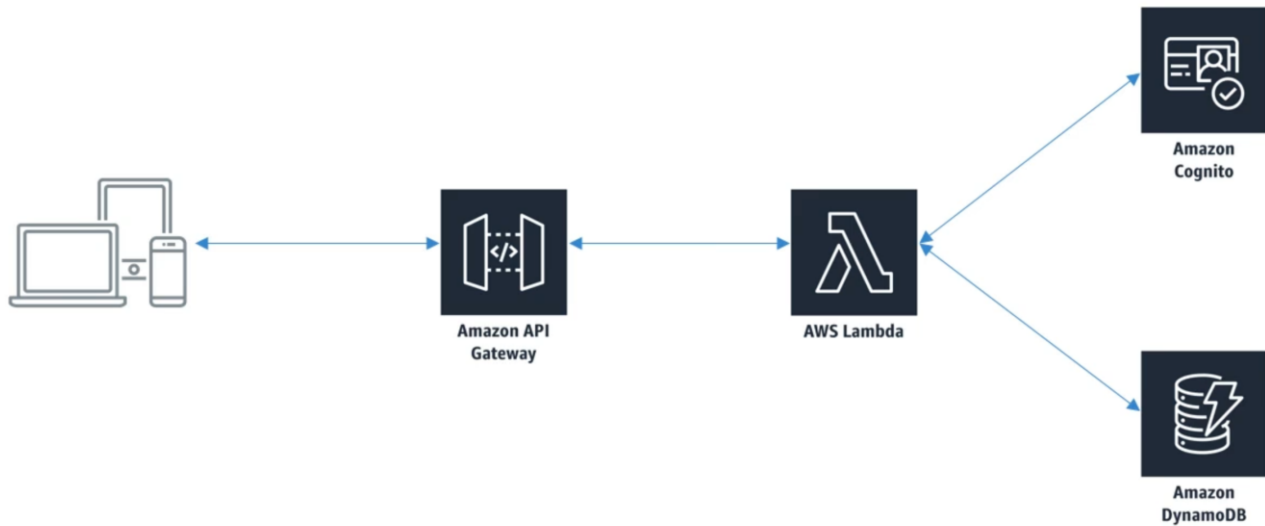 Amazon
Cognito
</>
Amazon API
Gateway
AWS Lambda
Amazon
DynamoDB